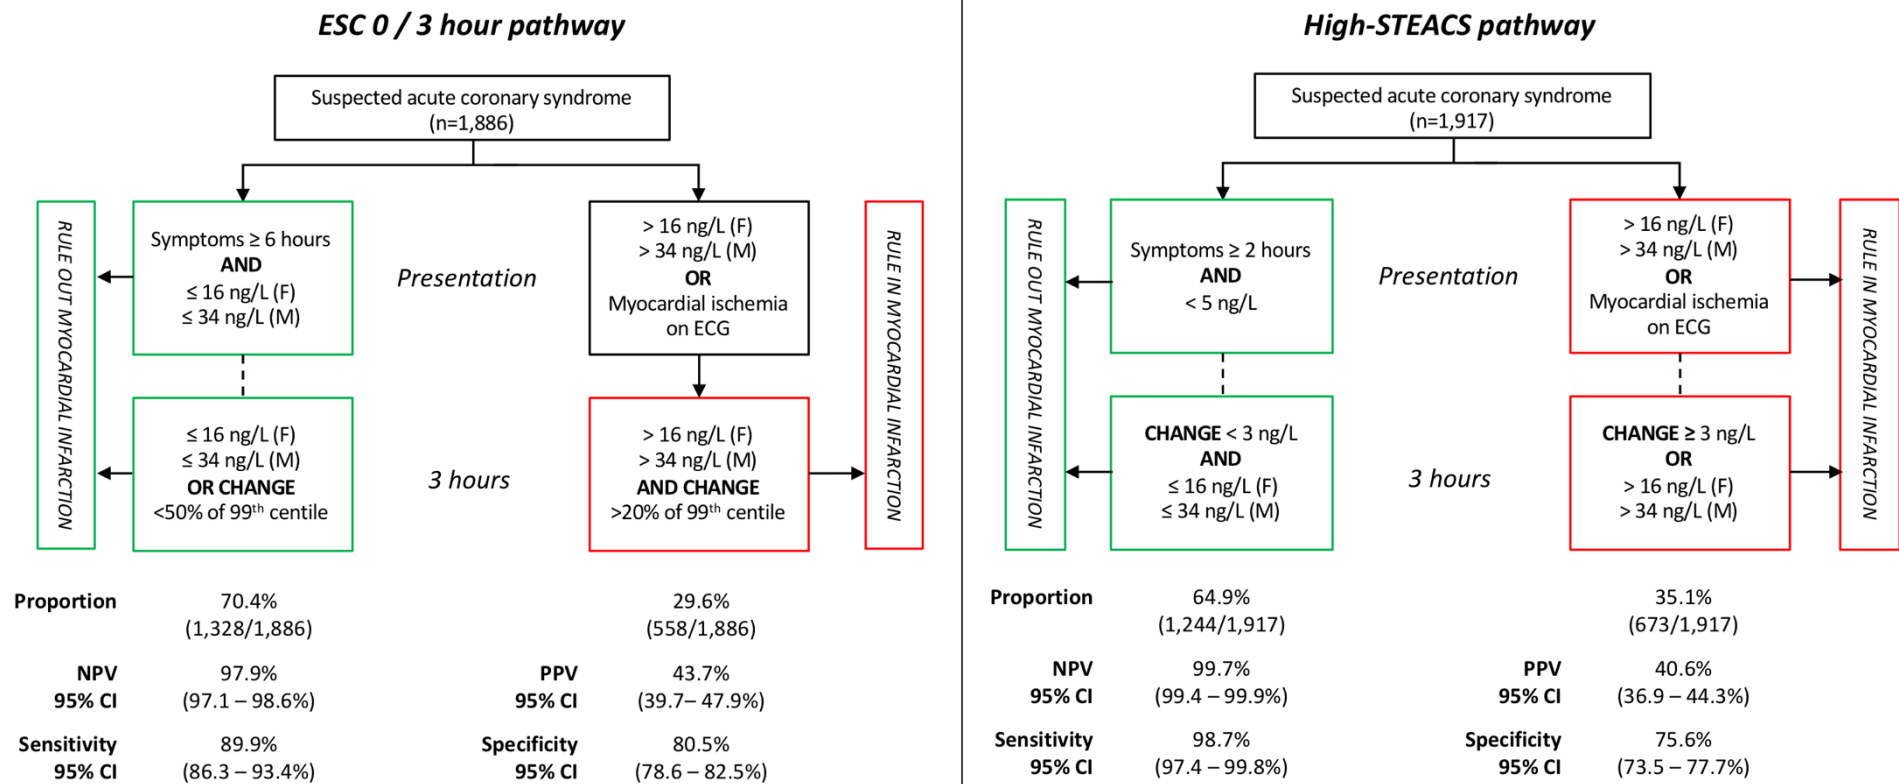 ESC 0 / 3 hour pathway
Suspected acute coronary syndrome
(n=1,886)
RULE OUT MYOCARDIAL INFARCTION
Symptoms ≥ 6 hours
AND
≤ 16 ng/L (F)
≤ 34 ng/L (M)
Presentation
> 16 ng/L (F)
> 34 ng/L (M)
OR
Myocardial ischemia
on ECG
RULE IN MYOCARDIAL INFARCTION
≤ 16 ng/L (F)
≤ 34 ng/L (M)
OR CHANGE
<50% of 99th centile
3 hours
> 16 ng/L (F)
> 34 ng/L (M)
AND CHANGE
>20% of 99th centile
Proportion 70.4% 29.6%
(1,328/1,886) (558/1,886)
NPV 97.9% PPV 43.7%
95% CI (97.1 – 98.6%) 95% CI (39.7– 47.9%)
Sensitivity 89.9% Specificity 80.5%
95% CI (86.3 – 93.4%) 95% CI (78.6 – 82.5%)
High-STEACS pathway
Suspected acute coronary syndrome
(n=1,917)
RULE OUT MYOCARDIAL INFARCTION
Symptoms ≥ 2 hours
AND
< 5 ng/L
Presentation
> 16 ng/L (F)
> 34 ng/L (M)
OR
Myocardial ischemia
on ECG
RULE IN MYOCARDIAL INFARCTION
CHANGE < 3 ng/L
AND
≤ 16 ng/L (F)
≤ 34 ng/L (M)
3 hours
CHANGE ≥ 3 ng/L
OR
> 16 ng/L (F)
> 34 ng/L (M)
Proportion 64.9% 35.1%
(1,244/1,917) (673/1,917)
NPV 99.7% PPV 40.6%
95% CI (99.4 – 99.9%) 95% CI (36.9 – 44.3%)
Sensitivity 98.7% Specificity 75.6%
95% CI (97.4 – 99.8%) 95% CI (73.5 – 77.7%)